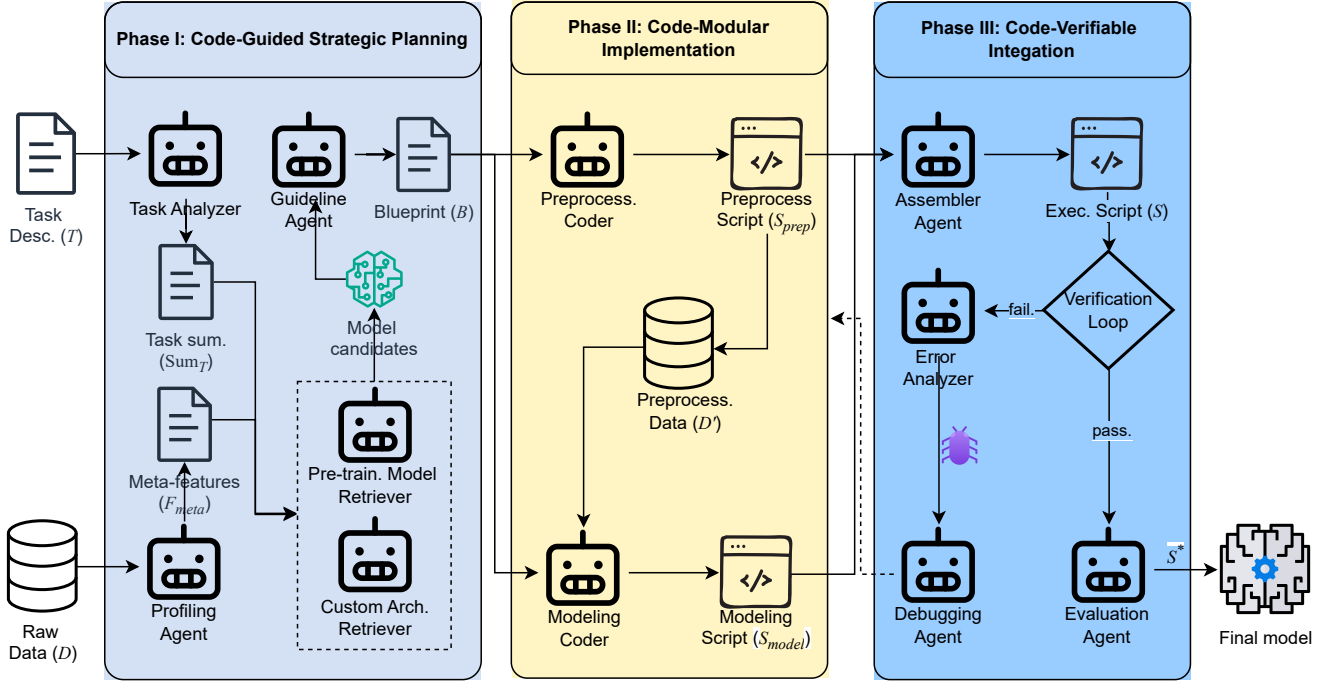 Phase I: Code-Guided Strategic Planning
Phase II: Code-Modular
Implementation
Phase III: Code-Verifiable
Integation
Task
Desc. (T)
Task Analyzer
Guideline
Agent
Blueprint (B)
Task sum.
(Sum_T)
Model
candidates
Meta-features
(F_meta)
Pre-train. Model
Retriever
Custom Arch.
Retriever
Raw
Data (D)
Profiling
Agent
Preprocess.
Coder
</>
Preprocess
Script (S_prep)
Preprocess.
Data (D')
Modeling
Coder
</>
Modeling
Script (S_model)
Assembler
Agent
</>
Exec. Script (S)
Verification
Loop
fail.
Error
Analyzer
pass.
Debugging
Agent
Evaluation
Agent
S*
Final model